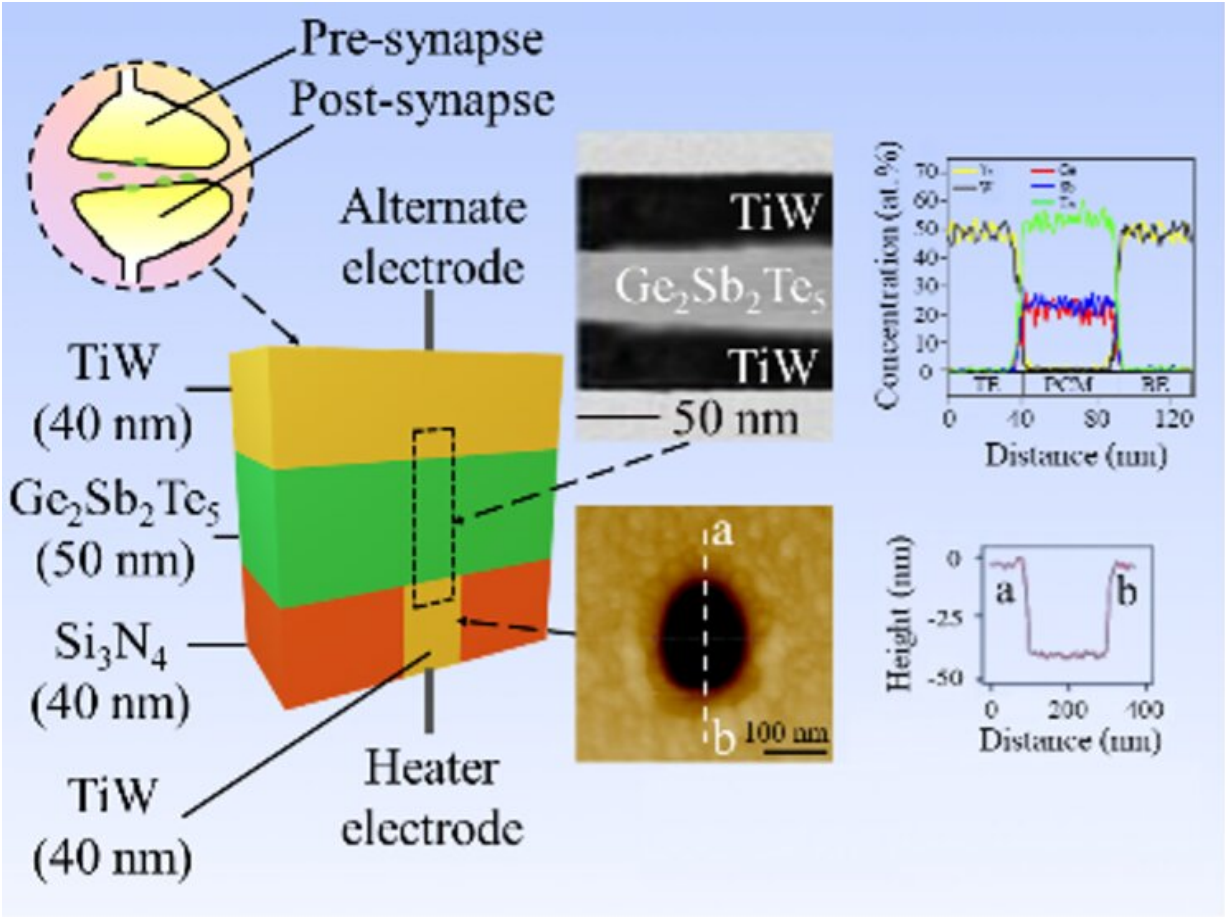 Pre-synapse
Post-synapse
Alternate
electrode
TiW
(40 nm)
Ge₂Sb₂Te₅
(50 nm)
Si₃N₄
(40 nm)
TiW
(40 nm)
Heater
electrode
TiW
Ge₂Sb₂Te₅
TiW
50 nm
a
b
100 nm
Concentration (at.%)
70
60
50
40
30
20
10
0
TE PCM BE
0 40 80 120
Distance (nm)
Height (nm)
0
-25
-50
a b
0 200 400
Distance (nm)